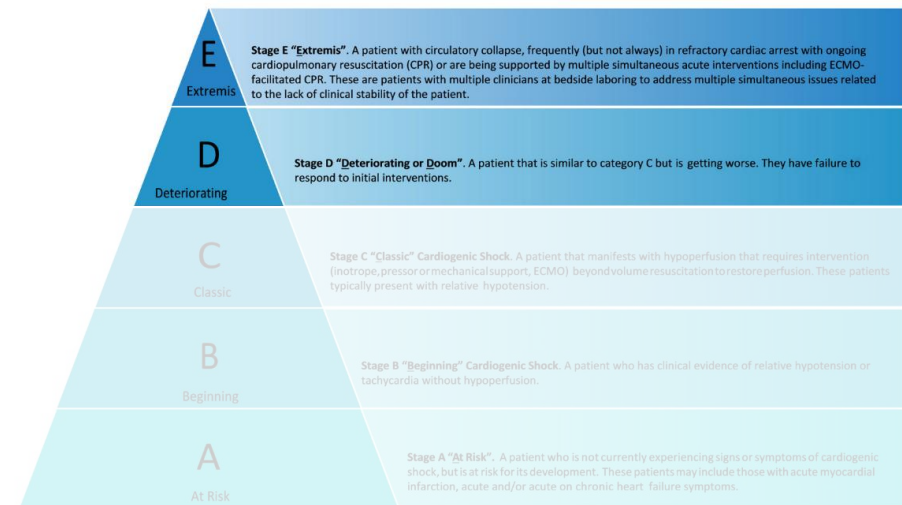 E
Extremis
Stage E "Extremis". A patient with circulatory collapse, frequently (but not always) in refractory cardiac arrest with ongoing
cardiopulmonary resuscitation (CPR) or are being supported by multiple simultaneous acute interventions including ECMO-
facilitated CPR. These are patients with multiple clinicians at bedside laboring to address multiple simultaneous issues related
to the lack of clinical stability of the patient.
D
Deteriorating
Stage D "Deteriorating or Doom". A patient that is similar to category C but is getting worse. They have failure to
respond to initial interventions.
C
Classic
Stage C "Classic" Cardiogenic Shock. A patient that manifests with hypoperfusion that requires intervention
(inotrope, pressor or mechanical support, ECMO) beyond volume resuscitation to restore perfusion. These patients
typically present with relative hypotension.
B
Beginning
Stage B "Beginning" Cardiogenic Shock. A patient who has clinical evidence of relative hypotension or
tachycardia without hypoperfusion.
A
At Risk
Stage A "At Risk". A patient who is not currently experiencing signs or symptoms of cardiogenic
shock, but is at risk for its development. These patients may include those with acute myocardial
infarction, acute and/or acute on chronic heart failure symptoms.